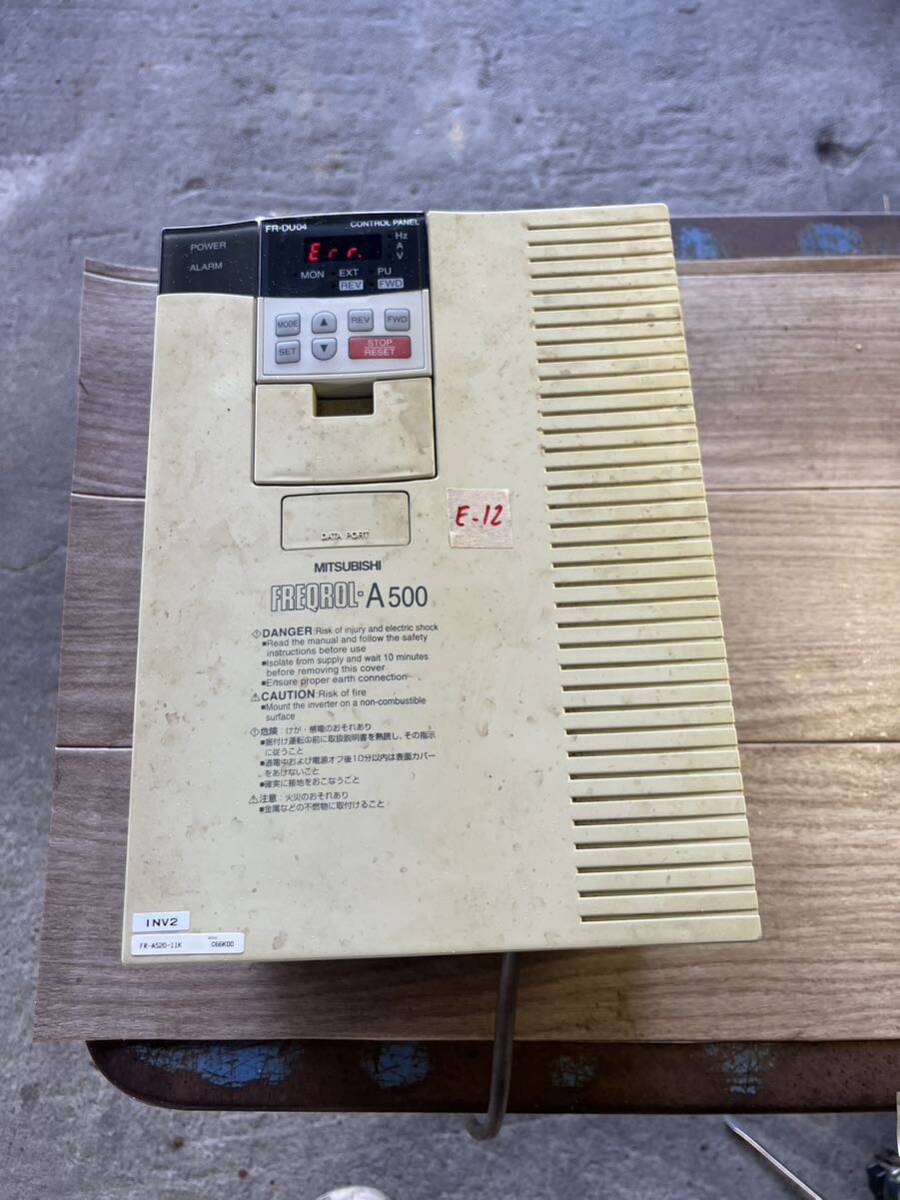 FR-DU04 CONTROL PANEL
POWER
ALARM
Err.
Hz
A
V
MON EXT PU
REV FWD
MODE ▲ REV FWD
SET ▼ STOP
RESET
DATA PORT
E-12
MITSUBISHI
FREQROL-A500
DANGER:Risk of injury and electric shock
■Read the manual and follow the safety
instructions before use
■Isolate from supply and wait 10 minutes
before removing this cover
■Ensure proper earth connection
CAUTION:Risk of fire
■Mount the inverter on a non-combustible
surface
危険:けが・感電のおそれあり
■据付け運転の前に取扱説明書を熟読し、その指示
に従うこと
■通電中および電源オフ後10分以内は表面カバー
をあけないこと
■確実に接地をおこなうこと
注意:火災のおそれあり
■金属などの不燃物に取付けること
INV2
FR-A520-11K C66K00